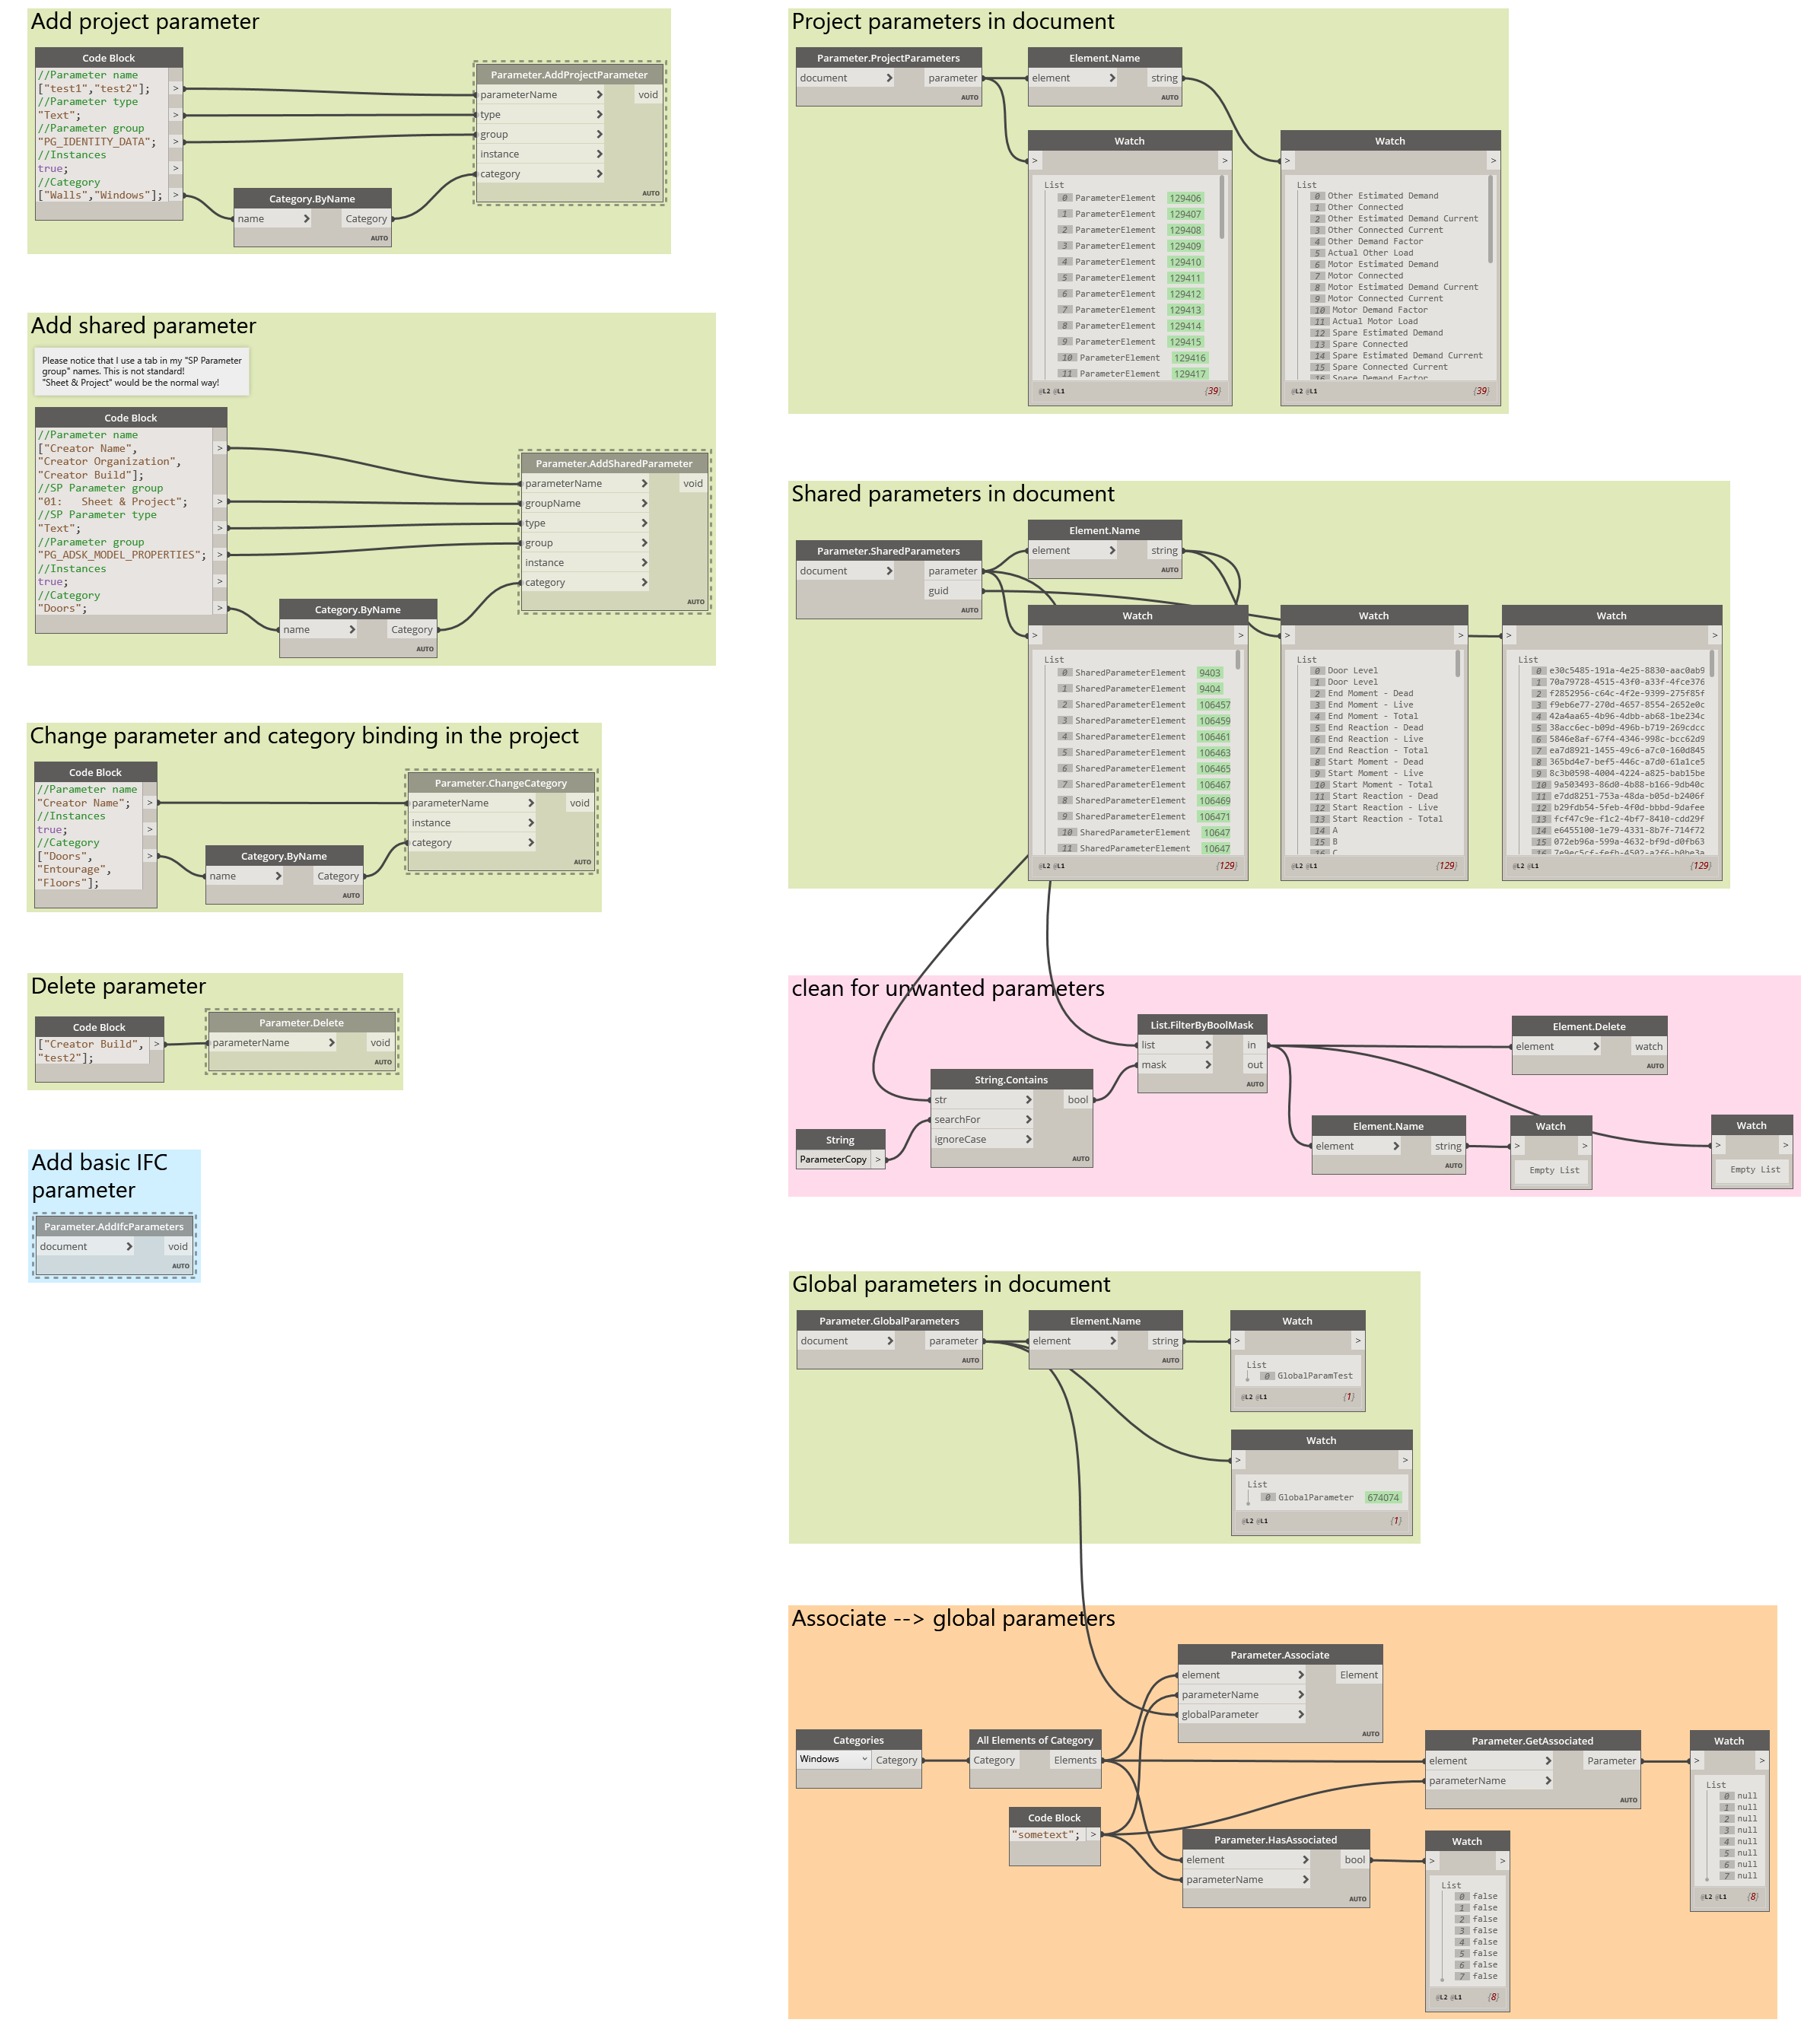 Add project parameter
Code Block
//Parameter name
["test1","test2"]; >
//Parameter type
"Text"; >
//Parameter group
"PG_IDENTITY_DATA"; >
//Instances
true; >
//Category
["Walls","Windows"]; >
Category.ByName
name > Category
AUTO
Parameter.AddProjectParameter
parameterName > void
type >
group >
instance >
category >
AUTO
Add shared parameter
Please notice that I use a tab in my "SP Parameter
group" names. This is not standard!
"Sheet & Project" would be the normal way!
Code Block
//Parameter name
["Creator Name", >
"Creator Organization",
"Creator Build"];
//SP Parameter group
"01:   Sheet & Project"; >
//SP Parameter type
"Text"; >
//Parameter group
"PG_ADSK_MODEL_PROPERTIES"; >
//Instances
true; >
//Category
"Doors"; >
Category.ByName
name > Category
AUTO
Parameter.AddSharedParameter
parameterName > void
groupName >
type >
group >
instance >
category >
AUTO
Change parameter and category binding in the project
Code Block
//Parameter name
"Creator Name"; >
//Instances
true; >
//Category
["Doors", >
"Entourage",
"Floors"];
Category.ByName
name > Category
AUTO
Parameter.ChangeCategory
parameterName > void
instance >
category >
AUTO
Delete parameter
Code Block
["Creator Build", >
"test2"];
Parameter.Delete
parameterName > void
AUTO
Add basic IFC
parameter
Parameter.AddIfcParameters
document > void
AUTO
Project parameters in document
Parameter.ProjectParameters
document > parameter
AUTO
Element.Name
element > string
AUTO
Watch
> >
List
0 ParameterElement 129406
1 ParameterElement 129407
2 ParameterElement 129408
3 ParameterElement 129409
4 ParameterElement 129410
5 ParameterElement 129411
6 ParameterElement 129412
7 ParameterElement 129413
8 ParameterElement 129414
9 ParameterElement 129415
10 ParameterElement 129416
11 ParameterElement 129417
@L2 @L1 {39}
Watch
> >
List
0 Other Estimated Demand
1 Other Connected
2 Other Estimated Demand Current
3 Other Connected Current
4 Other Demand Factor
5 Actual Other Load
6 Motor Estimated Demand
7 Motor Connected
8 Motor Estimated Demand Current
9 Motor Connected Current
10 Motor Demand Factor
11 Actual Motor Load
12 Spare Estimated Demand
13 Spare Connected
14 Spare Estimated Demand Current
15 Spare Connected Current
16 Spare Demand Factor
@L2 @L1 {39}
Shared parameters in document
Parameter.SharedParameters
document > parameter
guid
AUTO
Element.Name
element > string
AUTO
Watch
> >
List
0 SharedParameterElement 9403
1 SharedParameterElement 9404
2 SharedParameterElement 106457
3 SharedParameterElement 106459
4 SharedParameterElement 106461
5 SharedParameterElement 106463
6 SharedParameterElement 106465
7 SharedParameterElement 106467
8 SharedParameterElement 106469
9 SharedParameterElement 106471
10 SharedParameterElement 10647
11 SharedParameterElement 10647
@L2 @L1 {129}
Watch
> >
List
0 Door Level
1 Door Level
2 End Moment - Dead
3 End Moment - Live
4 End Moment - Total
5 End Reaction - Dead
6 End Reaction - Live
7 End Reaction - Total
8 Start Moment - Dead
9 Start Moment - Live
10 Start Moment - Total
11 Start Reaction - Dead
12 Start Reaction - Live
13 Start Reaction - Total
14 A
15 B
16 C
@L2 @L1 {129}
Watch
> >
List
0 e30c5485-191a-4e25-8830-aac0ab9
1 70a79728-4515-43f0-a33f-4fce376
2 f2852956-c64c-4f2e-9399-275f85f
3 f9eb6e77-270d-4657-8554-2652e0c
4 42a4aa65-4b96-4dbb-ab68-1be234c
5 38acc6ec-b09d-496b-b719-269cdcc
6 5846e8af-67f4-4346-998c-bcc62d9
7 ea7d8921-1455-49c6-a7c0-160d845
8 365bd4e7-bef5-446c-a7d0-61a1ce5
9 8c3b0598-4004-4224-a825-bab15be
10 9a503493-86d0-4b88-b166-9db40c
11 e7dd8251-753a-48da-b05d-b2406f
12 b29fdb54-5feb-4f0d-bbbd-9dafee
13 fcf47c9e-f1c2-4bf7-8410-cdd29f
14 e6455100-1e79-4331-8b7f-714f72
15 072eb96a-599a-4632-bf9d-d0fb63
@L2 @L1 {129}
clean for unwanted parameters
String
ParameterCopy >
String.Contains
str > bool
searchFor >
ignoreCase >
AUTO
List.FilterByBoolMask
list > in
mask > out
AUTO
Element.Delete
element > watch
AUTO
Element.Name
element > string
AUTO
Watch
> >
Empty List
Watch
> >
Empty List
Global parameters in document
Parameter.GlobalParameters
document > parameter
AUTO
Element.Name
element > string
AUTO
Watch
> >
List
0 GlobalParamTest
@L2 @L1 {1}
Watch
> >
List
0 GlobalParameter 674074
@L2 @L1 {1}
Associate --> global parameters
Parameter.Associate
element > Element
parameterName >
globalParameter >
AUTO
Categories
Windows Category
All Elements of Category
Category Elements
Code Block
"sometext"; >
Parameter.HasAssociated
element > bool
parameterName >
AUTO
Parameter.GetAssociated
element > Parameter
parameterName >
AUTO
Watch
> >
List
0 false
1 false
2 false
3 false
4 false
5 false
6 false
7 false
@L2 @L1 {8}
Watch
> >
List
0 null
1 null
2 null
3 null
4 null
5 null
6 null
7 null
@L2 @L1 {8}